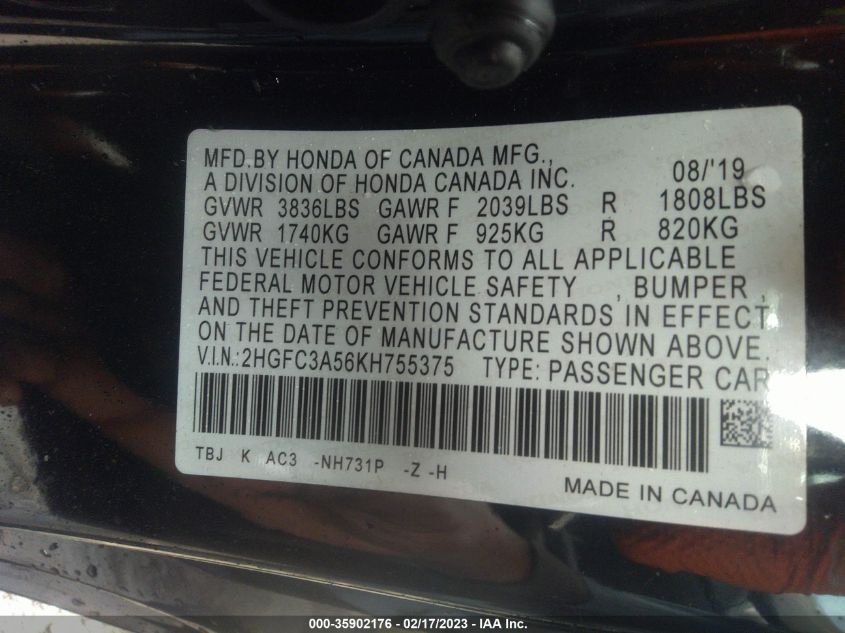 MFD.BY HONDA OF CANADA MFG., 08/'19
A DIVISION OF HONDA CANADA INC.
GVWR 3836LBS GAWR F 2039LBS R 1808LBS
GVWR 1740KG GAWR F 925KG R 820KG
THIS VEHICLE CONFORMS TO ALL APPLICABLE
FEDERAL MOTOR VEHICLE SAFETY , BUMPER ,
AND THEFT PREVENTION STANDARDS IN EFFECT
ON THE DATE OF MANUFACTURE SHOWN ABOVE.
V.I.N.:2HGFC3A56KH755375 TYPE: PASSENGER CAR
TBJ K AC3 -NH731P -Z -H
MADE IN CANADA
000-35902176 - 02/17/2023 - IAA Inc.